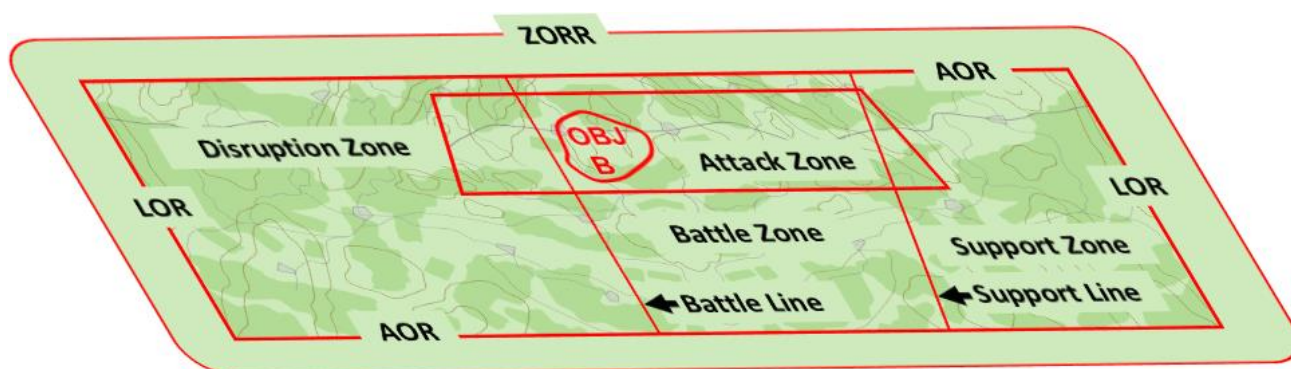 ZORR
AOR
Disruption Zone
OBJ
B
Attack Zone
LOR
LOR
Battle Zone
Support Zone
Battle Line
Support Line
AOR